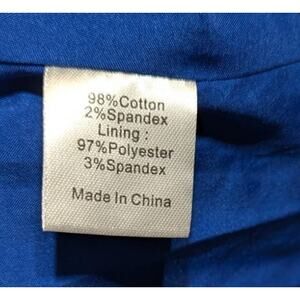 98%Cotton
2%Spandex
Lining :
97%Polyester
3%Spandex
Made In China